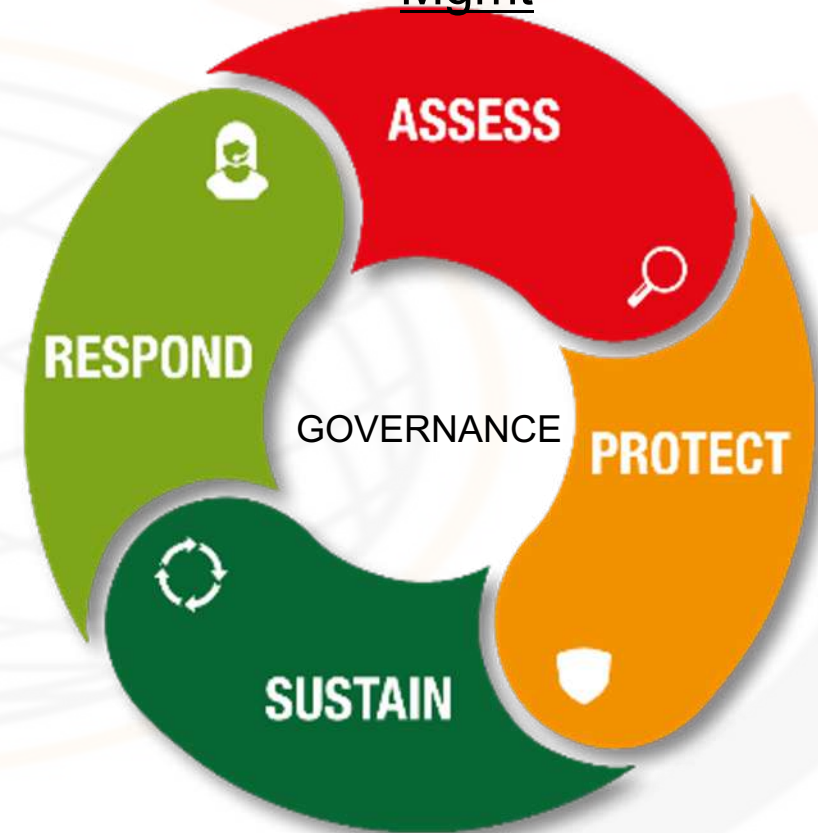 Mgmt
ASSESS
RESPOND
GOVERNANCE
PROTECT
SUSTAIN